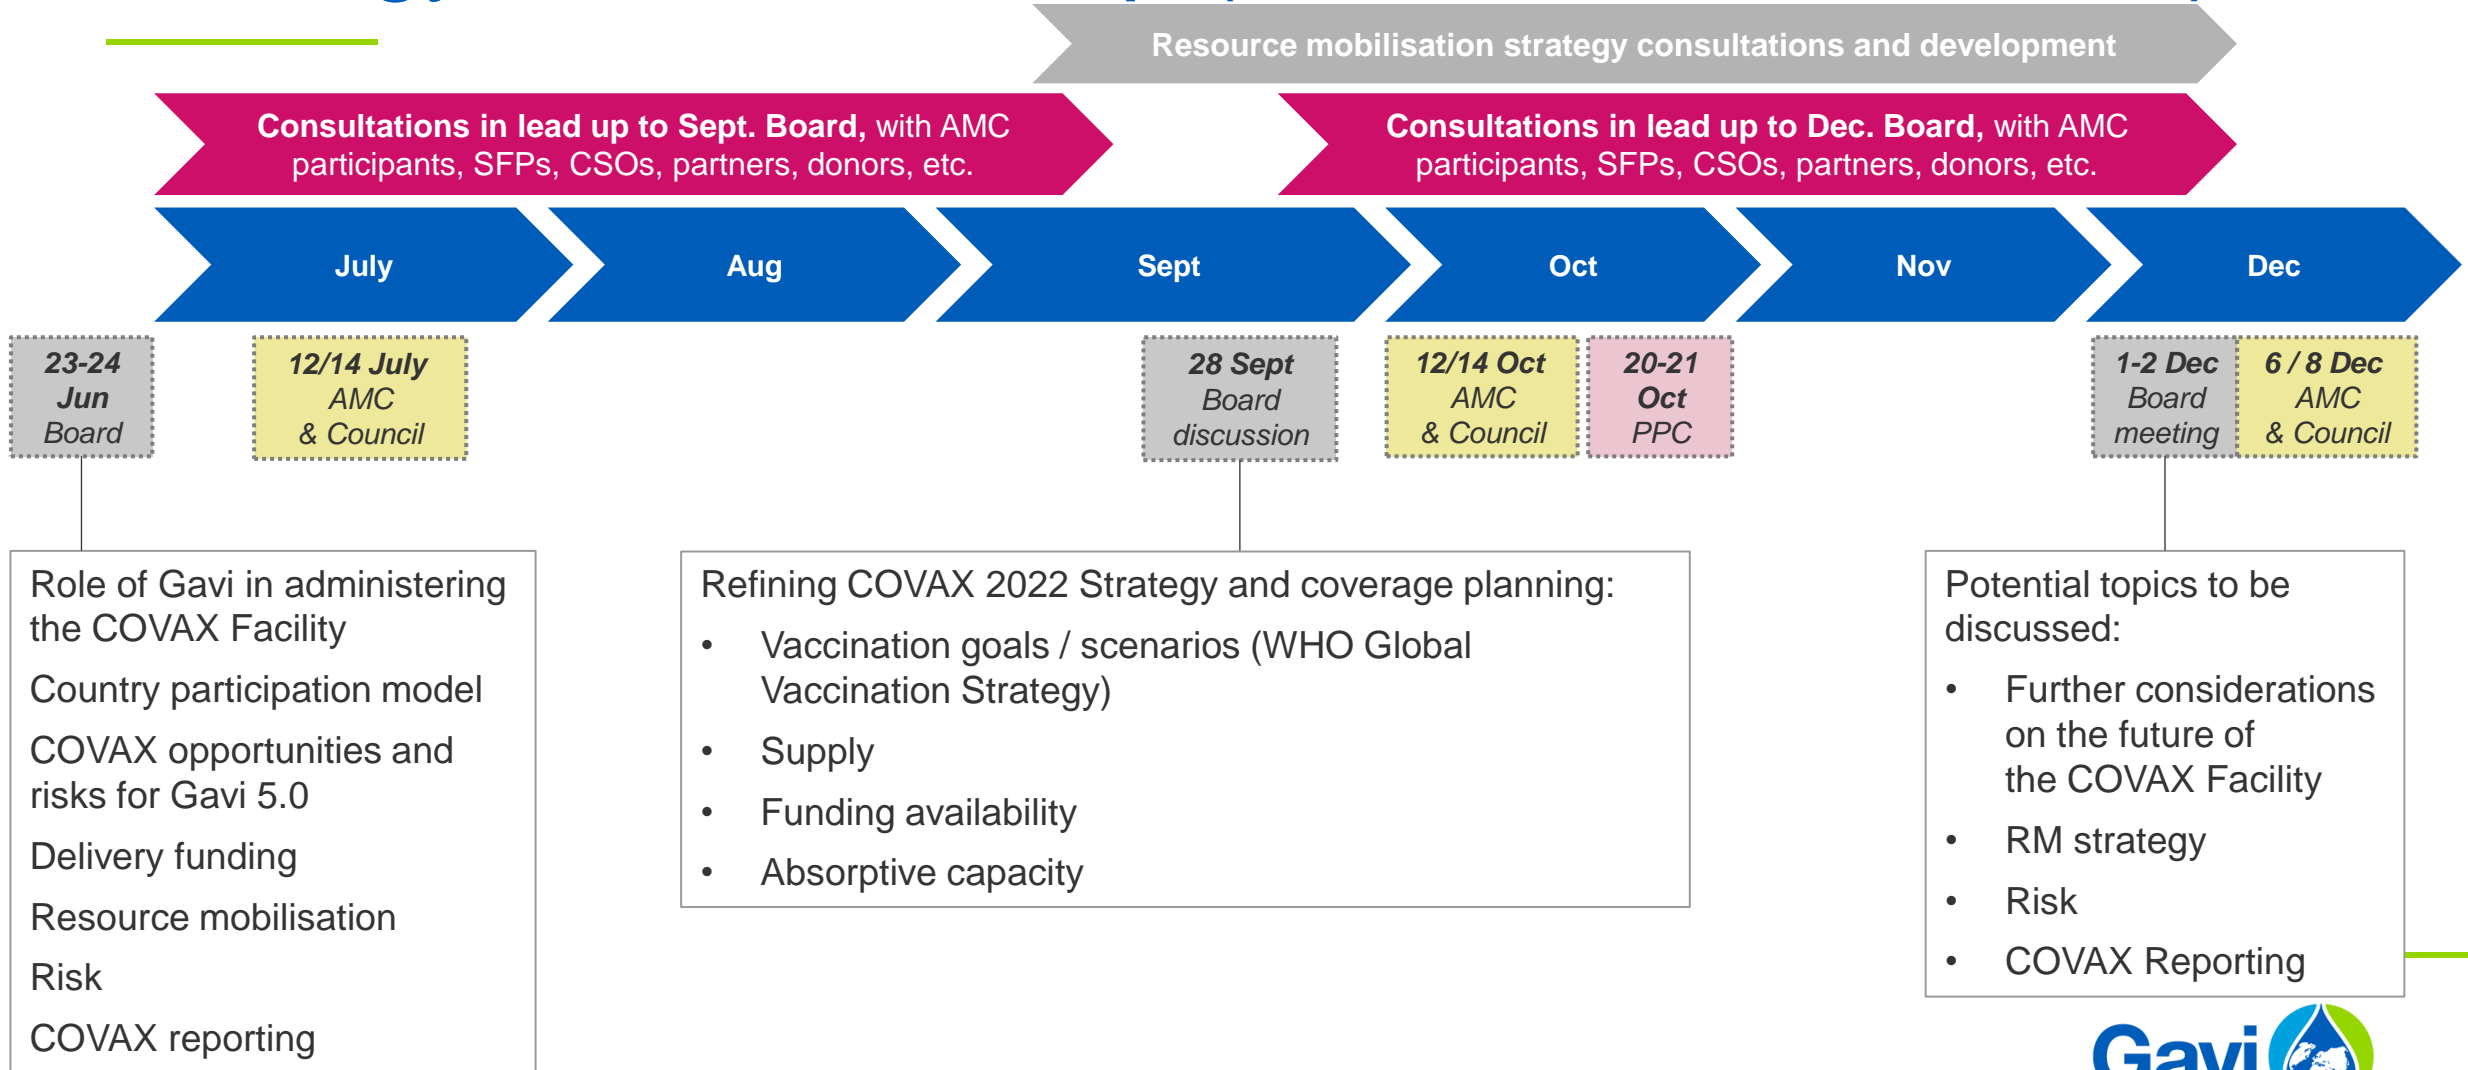 Resource mobilisation strategy consultations and development
Consultations in lead up to Sept. Board, with AMC
participants, SFPs, CSOs, partners, donors, etc.
Consultations in lead up to Dec. Board, with AMC
participants, SFPs, CSOs, partners, donors, etc.
July
Aug
Sept
Oct
Nov
Dec
23-24
Jun
Board
12/14 July
AMC
& Council
28 Sept
Board
discussion
12/14 Oct
AMC
& Council
20-21
Oct
PPC
1-2 Dec
Board
meeting
6 / 8 Dec
AMC
& Council
Role of Gavi in administering
the COVAX Facility
Country participation model
COVAX opportunities and
risks for Gavi 5.0
Delivery funding
Resource mobilisation
Risk
COVAX reporting
Refining COVAX 2022 Strategy and coverage planning:
• Vaccination goals / scenarios (WHO Global
Vaccination Strategy)
• Supply
• Funding availability
• Absorptive capacity
Potential topics to be
discussed:
• Further considerations
on the future of
the COVAX Facility
• RM strategy
• Risk
• COVAX Reporting
Gavi